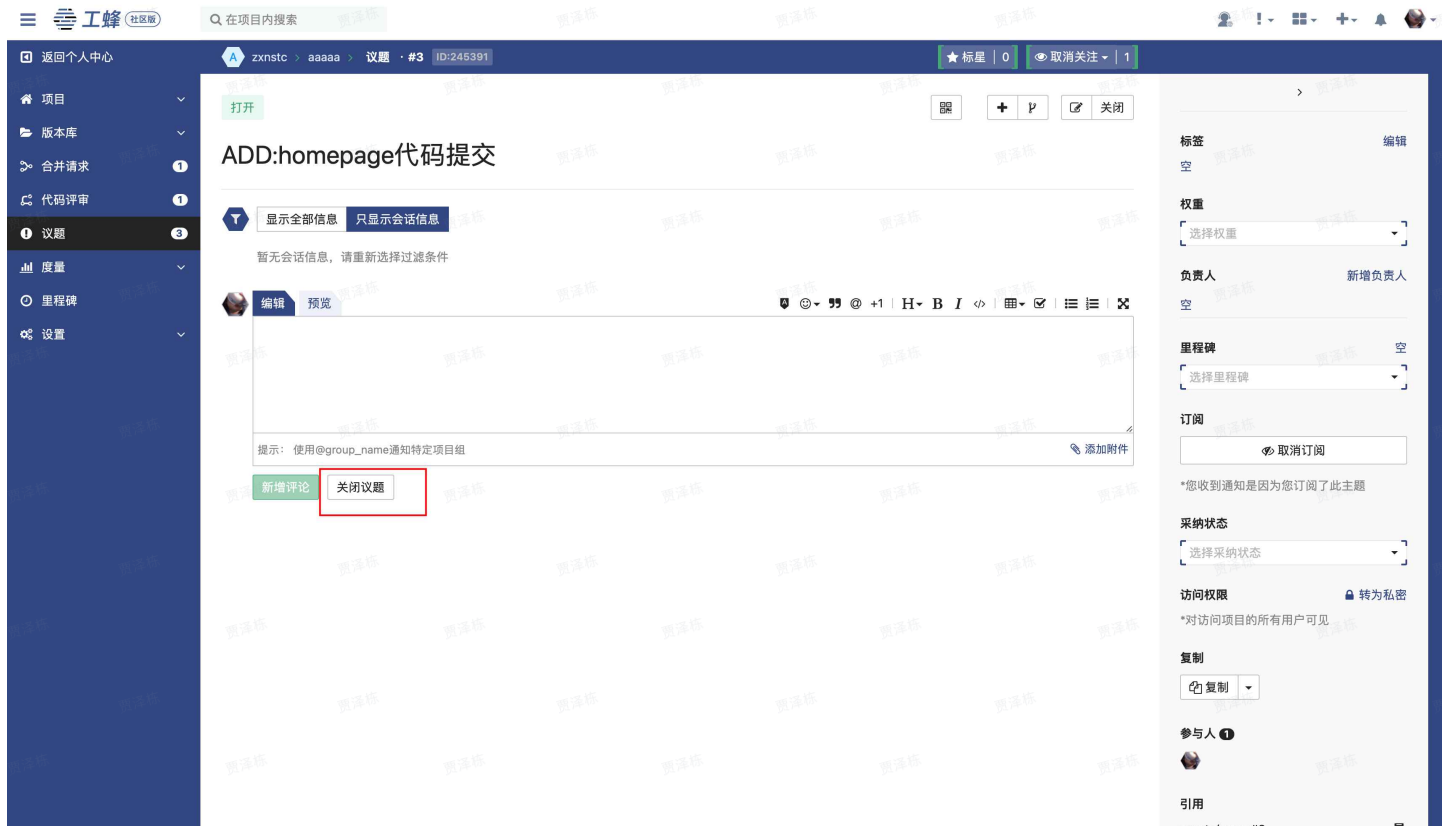 工蜂 社区版 在项目内搜索
返回个人中心
zxnstc > aaaaa > 议题 · #3 ID:245391
标星 | 0 取消关注 | 1
项目
版本库
合并请求 1
代码评审 1
议题 3
度量
里程碑
设置
打开
关闭
ADD:homepage代码提交
显示全部信息 只显示会话信息
暂无会话信息，请重新选择过滤条件
编辑 预览
@ +1 H B I </>
提示： 使用@group_name通知特定项目组
添加附件
新增评论 关闭议题
标签 编辑
空
权重
选择权重
负责人 新增负责人
空
里程碑 空
选择里程碑
订阅
取消订阅
*您收到通知是因为您订阅了此主题
采纳状态
选择采纳状态
访问权限 转为私密
*对访问项目的所有用户可见
复制
复制
参与人 1
引用
贾泽栋